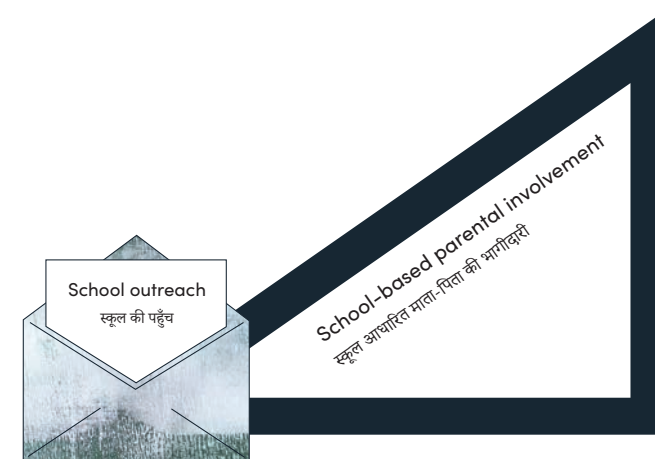 School outreach
स्कूल की पहुँच
School-based parental involvement
स्कूल आधारित माता-पिता की भागीदारी